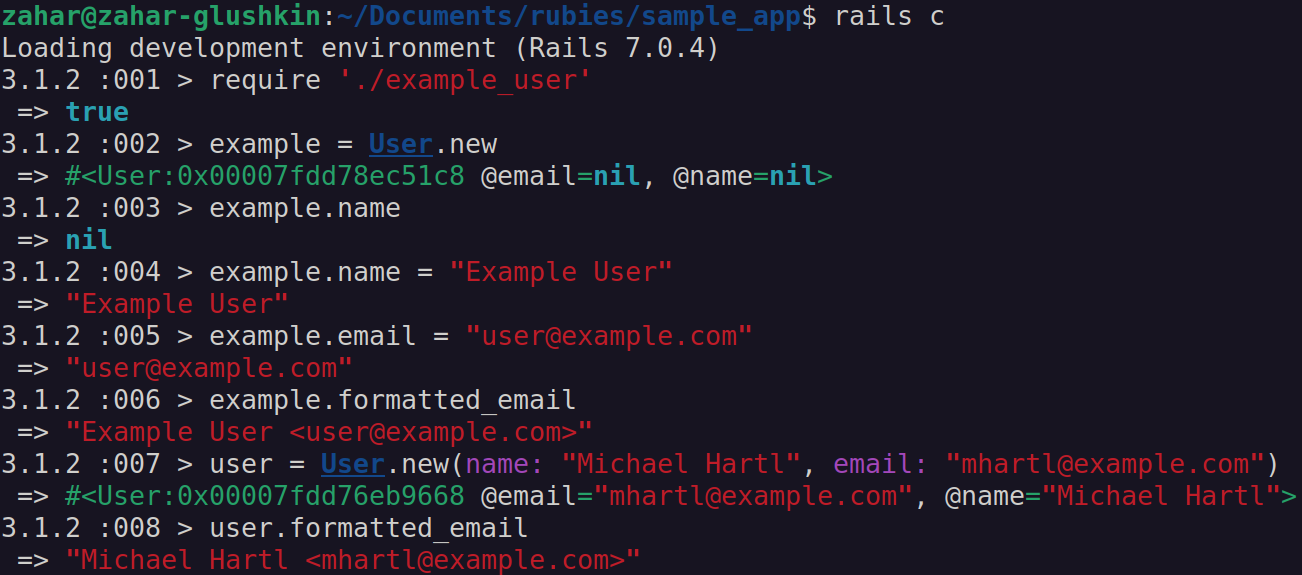 zahar@zahar-glushkin:~/Documents/rubies/sample_app$ rails c
Loading development environment (Rails 7.0.4)
3.1.2 :001 > require './example_user'
 => true
3.1.2 :002 > example = User.new
 => #<User:0x00007fdd78ec51c8 @email=nil, @name=nil>
3.1.2 :003 > example.name
 => nil
3.1.2 :004 > example.name = "Example User"
 => "Example User"
3.1.2 :005 > example.email = "user@example.com"
 => "user@example.com"
3.1.2 :006 > example.formatted_email
 => "Example User <user@example.com>"
3.1.2 :007 > user = User.new(name: "Michael Hartl", email: "mhartl@example.com")
 => #<User:0x00007fdd76eb9668 @email="mhartl@example.com", @name="Michael Hartl">
3.1.2 :008 > user.formatted_email
 => "Michael Hartl <mhartl@example.com>"